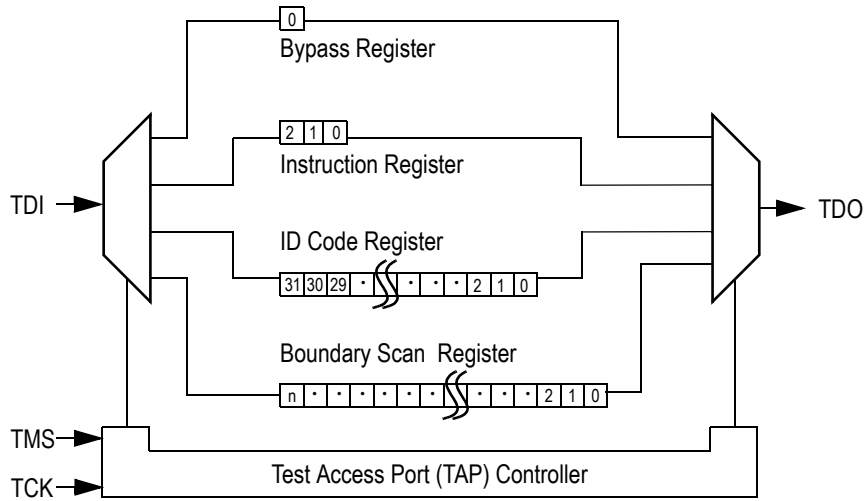 0
Bypass Register
2 1 0
Instruction Register
TDI
TDO
ID Code Register
31 30 29 · · · · 2 1 0
Boundary Scan Register
n · · · · · · · · · 2 1 0
TMS
TCK
Test Access Port (TAP) Controller